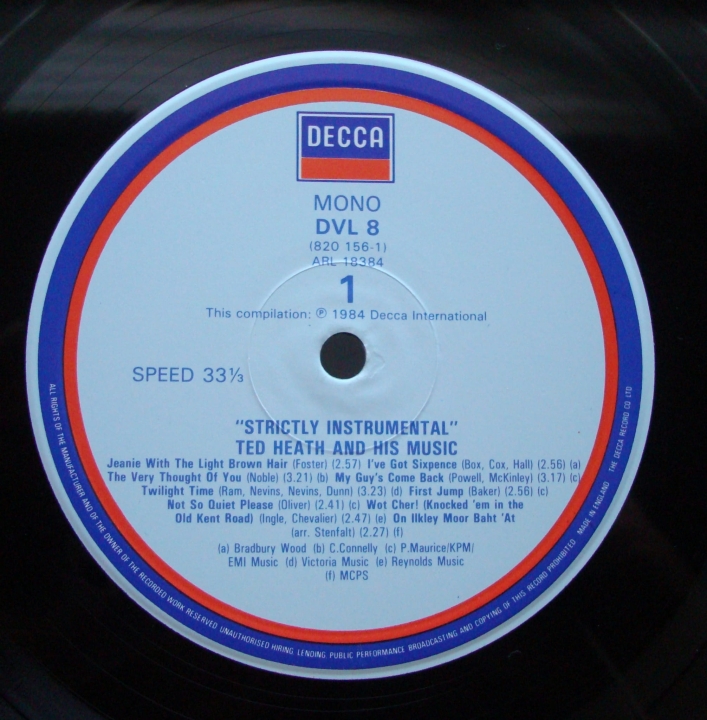 DECCA
MONO
DVL 8
(820 156-1)
ARL 18384
1
This compilation: ℗ 1984 Decca International
SPEED 33⅓
"STRICTLY INSTRUMENTAL"
TED HEATH AND HIS MUSIC
Jeanie With The Light Brown Hair (Foster) (2.57) I've Got Sixpence (Box, Cox, Hall) (2.56) (a)
The Very Thought Of You (Noble) (3.21) (b) My Guy's Come Back (Powell, McKinley) (3.17) (c)
Twilight Time (Ram, Nevins, Nevins, Dunn) (3.23) (d) First Jump (Baker) (2.56) (c)
Not So Quiet Please (Oliver) (2.41) (c) Wot Cher! (Knocked 'em in the
Old Kent Road) (Ingle, Chevalier) (2.47) (e) On Ilkley Moor Baht 'At
(arr. Stenfalt) (2.27) (f)
(a) Bradbury Wood (b) C.Connelly (c) P.Maurice/KPM/
EMI Music (d) Victoria Music (e) Reynolds Music
(f) MCPS
ALL RIGHTS OF THE MANUFACTURER AND OF THE OWNER OF THE RECORDED WORK RESERVED UNAUTHORISED HIRING LENDING PUBLIC PERFORMANCE BROADCASTING AND COPYING OF THIS RECORD PROHIBITED MADE IN ENGLAND THE DECCA RECORD CO LTD